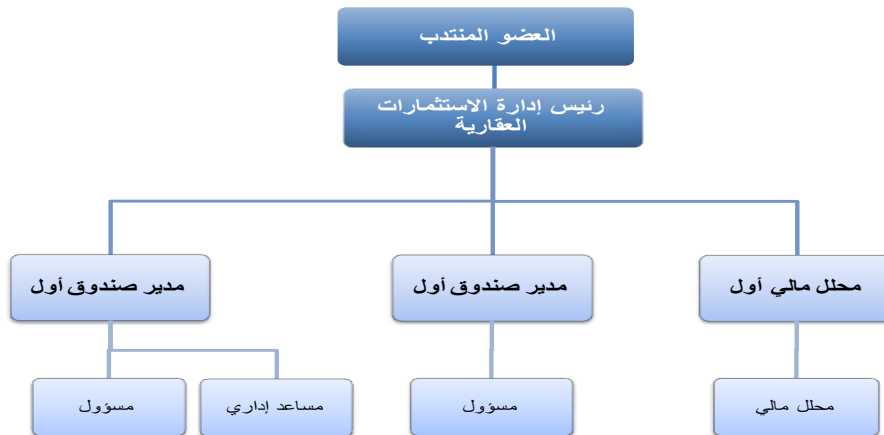 العضو المنتدب
رئيس إدارة الاستثمارات
العقارية
محلل مالي أول
مدير صندوق أول
مدير صندوق أول
محلل مالي
مسؤول
مساعد إداري
مسؤول